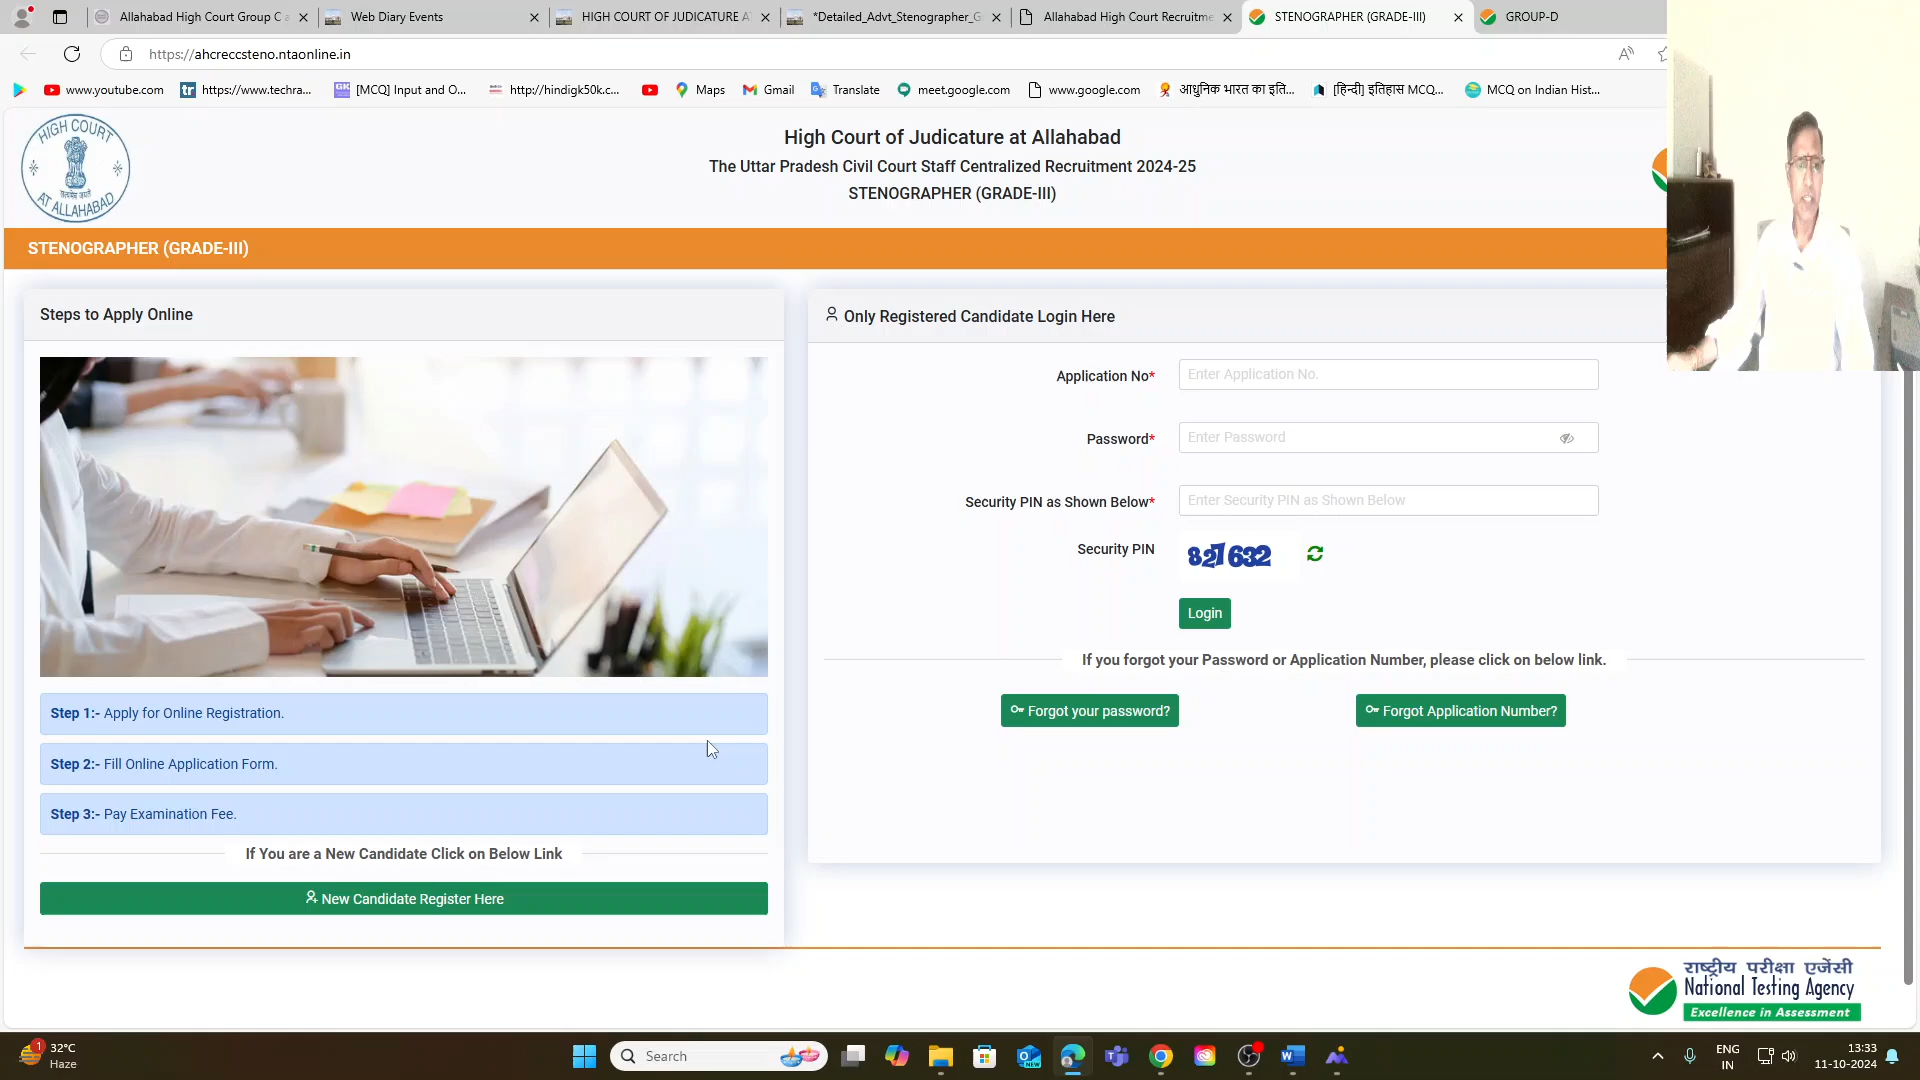 Allahabad High Court Group C a
Web Diary Events
HIGH COURT OF JUDICATURE AT
*Detailed_Advt_Stenographer_G
Allahabad High Court Recruitme
STENOGRAPHER (GRADE-III)
GROUP-D
https://ahcreccsteno.ntaonline.in
www.youtube.com
https://www.techra...
[MCQ] Input and O...
http://hindigk50k.c...
Maps
Gmail
Translate
meet.google.com
www.google.com
आधुनिक भारत का इति...
[हिन्दी] इतिहास MCQ...
MCQ on Indian Hist...
HIGH COURT
सत्यमेव जयते
AT ALLAHABAD
High Court of Judicature at Allahabad
The Uttar Pradesh Civil Court Staff Centralized Recruitment 2024-25
STENOGRAPHER (GRADE-III)
STENOGRAPHER (GRADE-III)
Steps to Apply Online
Step 1:- Apply for Online Registration.
Step 2:- Fill Online Application Form.
Step 3:- Pay Examination Fee.
If You are a New Candidate Click on Below Link
New Candidate Register Here
Only Registered Candidate Login Here
Application No*
Enter Application No.
Password*
Enter Password
Security PIN as Shown Below*
Enter Security PIN as Shown Below
Security PIN
827632
Login
If you forgot your Password or Application Number, please click on below link.
Forgot your password?
Forgot Application Number?
राष्ट्रीय परीक्षा एजेंसी
National Testing Agency
Excellence in Assessment
1
32°C
Haze
Search
NEW
ENG
IN
13:33
11-10-2024